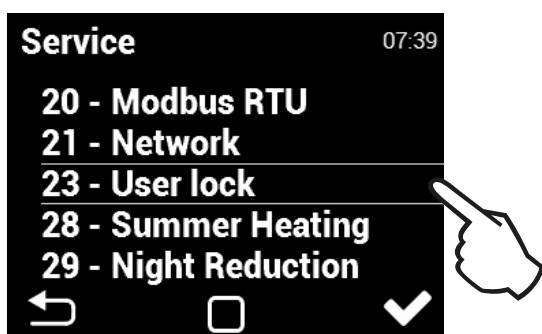 Service 07:39
20 - Modbus RTU
21 - Network
23 - User lock
28 - Summer Heating
29 - Night Reduction